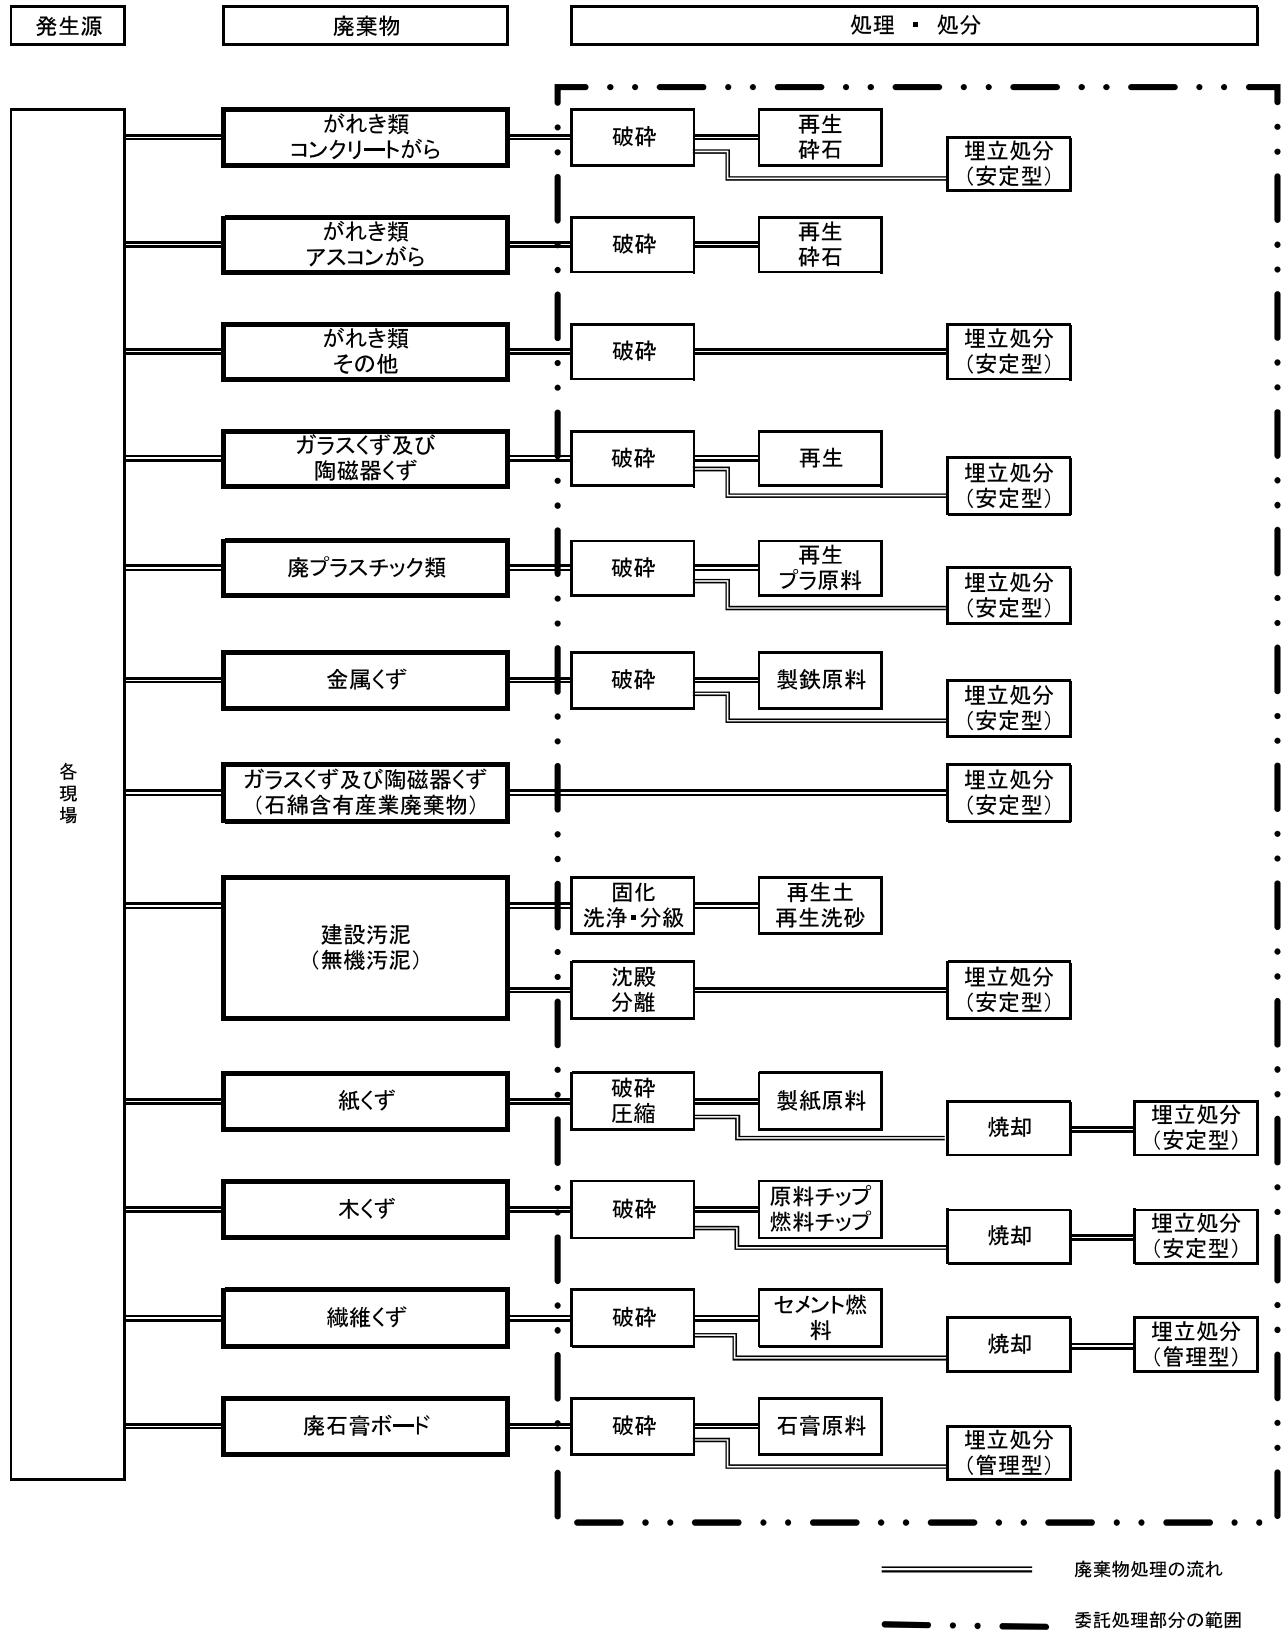 発生源
廃棄物
処理 ・ 処分
各
現
場
がれき類
コンクリートがら
破砕
再生
砕石
埋立処分
（安定型）
がれき類
アスコンがら
破砕
再生
砕石
がれき類
その他
破砕
埋立処分
（安定型）
ガラスくず及び
陶磁器くず
破砕
再生
埋立処分
（安定型）
廃プラスチック類
破砕
再生
プラ原料
埋立処分
（安定型）
金属くず
破砕
製鉄原料
埋立処分
（安定型）
ガラスくず及び陶磁器くず
（石綿含有産業廃棄物）
埋立処分
（安定型）
建設汚泥
（無機汚泥）
固化
洗浄・分級
再生土
再生洗砂
沈殿
分離
埋立処分
（安定型）
紙くず
破砕
圧縮
製紙原料
焼却
埋立処分
（安定型）
木くず
破砕
原料チップ
燃料チップ
焼却
埋立処分
（安定型）
繊維くず
破砕
セメント燃
料
焼却
埋立処分
（管理型）
廃石膏ボード
破砕
石膏原料
埋立処分
（管理型）
廃棄物処理の流れ
委託処理部分の範囲